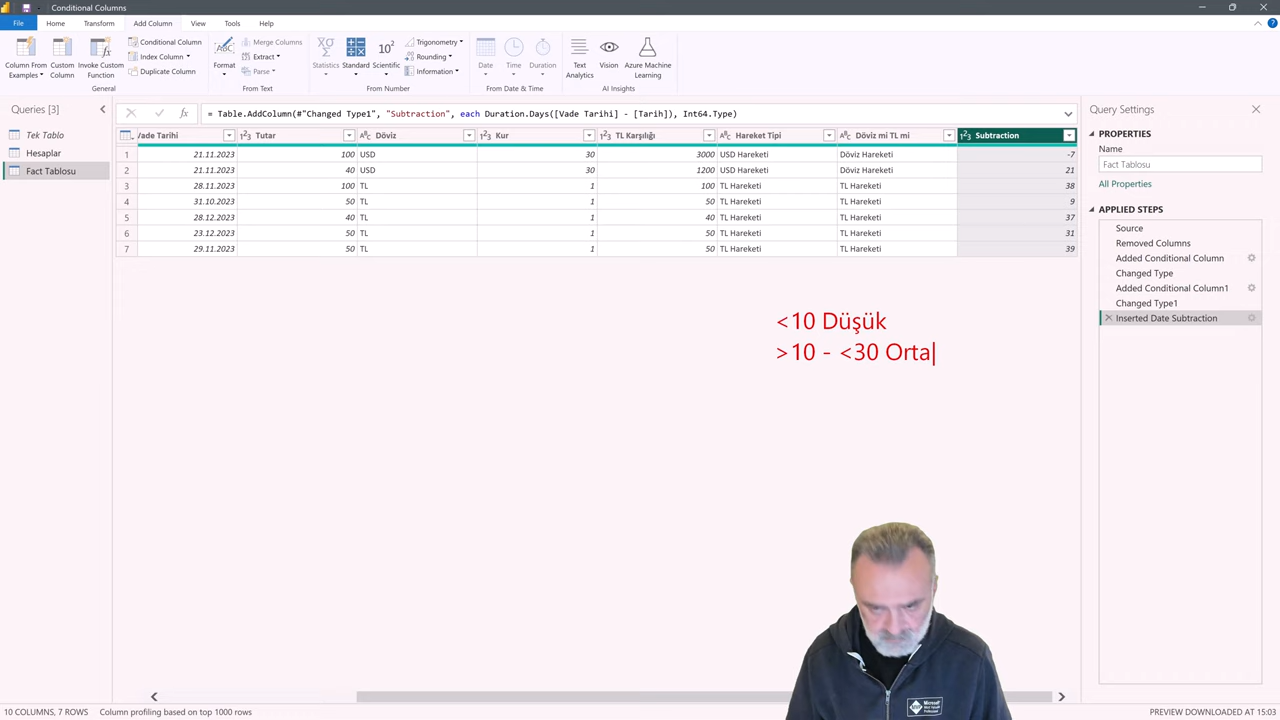 Conditional Columns
File Home Transform Add Column View Tools Help
Column From Examples
Custom Column
Invoke Custom Function
Conditional Column
Index Column
Duplicate Column
General
Format
Merge Columns
Extract
Parse
From Text
Statistics
Standard
Scientific
Trigonometry
Rounding
Information
From Number
Date
Time
Duration
From Date & Time
Text Analytics
Vision
Azure Machine Learning
AI Insights
Queries [3]
Tek Tablo
Hesaplar
Fact Tablosu
= Table.AddColumn(#"Changed Type1", "Subtraction", each Duration.Days([Vade Tarihi] - [Tarih]), Int64.Type)
Vade Tarihi Tutar Döviz Kur TL Karşılığı Hareket Tipi Döviz mi TL mi Subtraction
1 21.11.2023 100 USD 30 3000 USD Hareketi Döviz Hareketi -7
2 21.11.2023 40 USD 30 1200 USD Hareketi Döviz Hareketi 21
3 28.11.2023 100 TL 1 100 TL Hareketi TL Hareketi 38
4 31.10.2023 50 TL 1 50 TL Hareketi TL Hareketi 9
5 28.12.2023 40 TL 1 40 TL Hareketi TL Hareketi 37
6 23.12.2023 50 TL 1 50 TL Hareketi TL Hareketi 31
7 29.11.2023 50 TL 1 50 TL Hareketi TL Hareketi 39
<10 Düşük
>10 - <30 Orta
Query Settings
PROPERTIES
Name
Fact Tablosu
All Properties
APPLIED STEPS
Source
Removed Columns
Added Conditional Column
Changed Type
Added Conditional Column1
Changed Type1
Inserted Date Subtraction
Microsoft
10 COLUMNS, 7 ROWS Column profiling based on top 1000 rows
PREVIEW DOWNLOADED AT 15:03